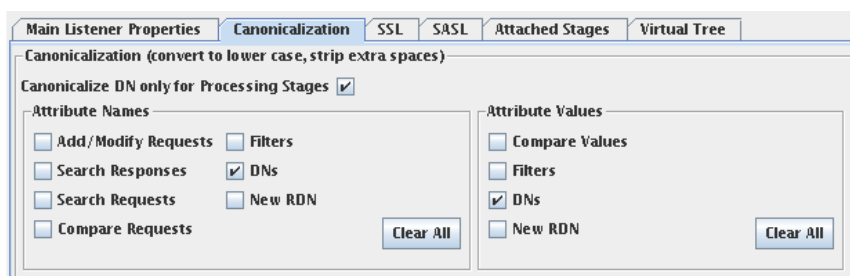 Main Listener Properties Canonicalization SSL SASL Attached Stages Virtual Tree
Canonicalization (convert to lower case, strip extra spaces)
Canonicalize DN only for Processing Stages
Attribute Names
Add/Modify Requests Filters
Search Responses DNs
Search Requests New RDN
Compare Requests
Clear All
Attribute Values
Compare Values
Filters
DNs
New RDN
Clear All